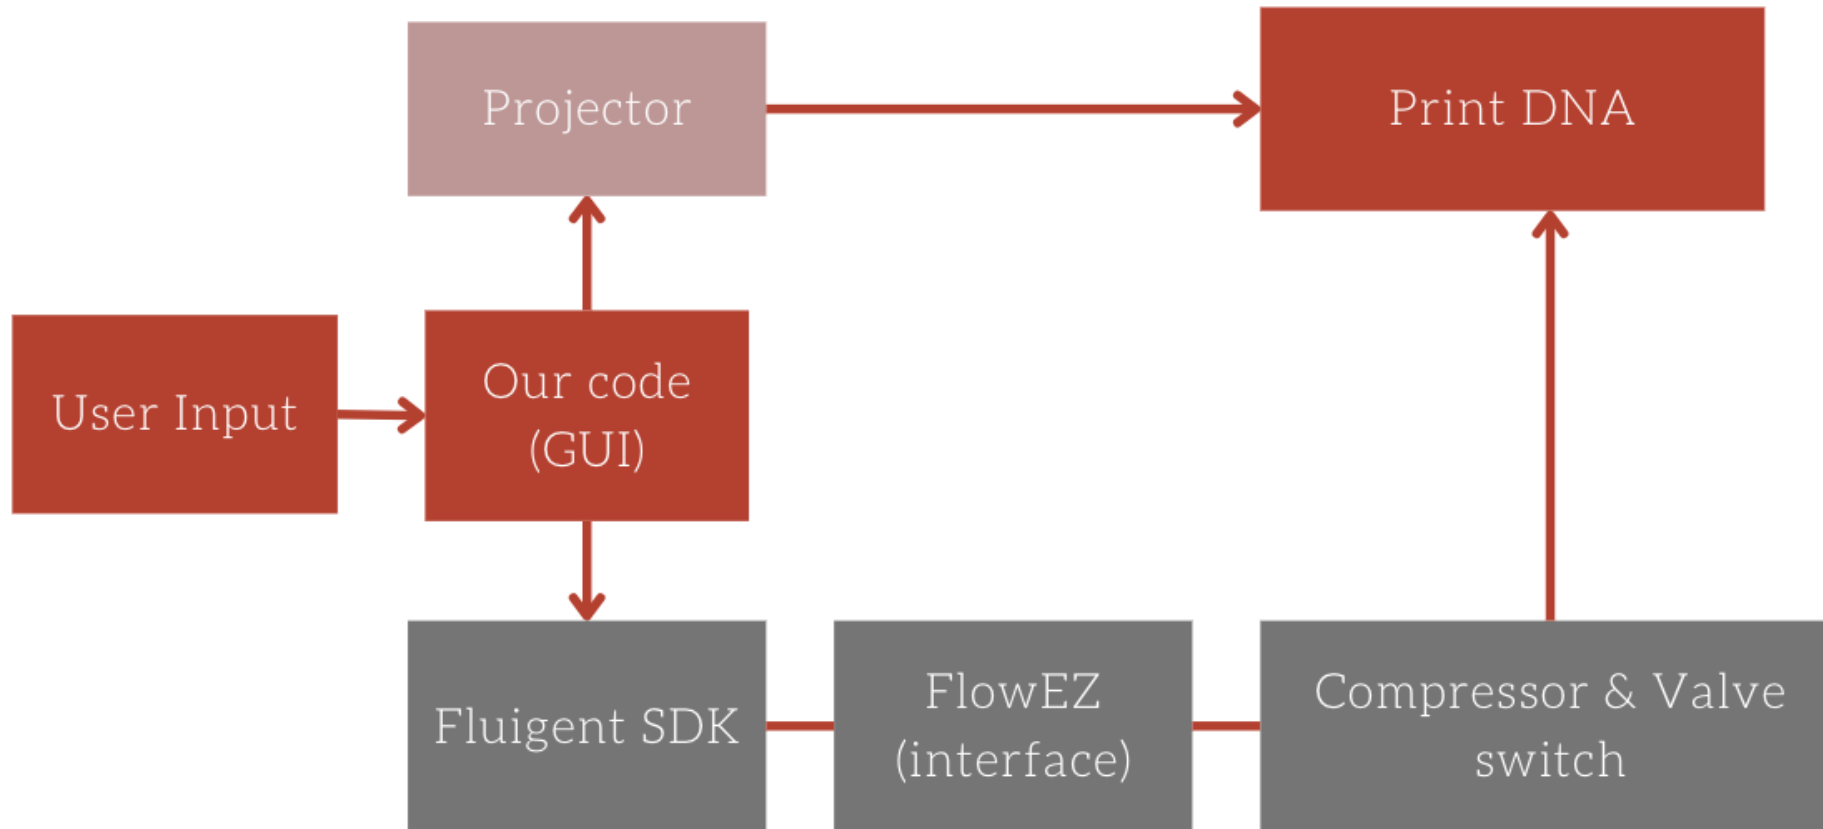 Projector
Print DNA
User Input
Our code
(GUI)
Fluigent SDK
FlowEZ
(interface)
Compressor & Valve
switch